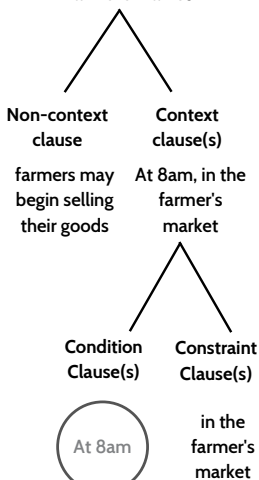 Non-context
clause
Context
clause(s)
farmers may
begin selling
their goods
At 8am, in the
farmer's
market
Condition
Clause(s)
Constraint
Clause(s)
At 8am
in the
farmer's
market